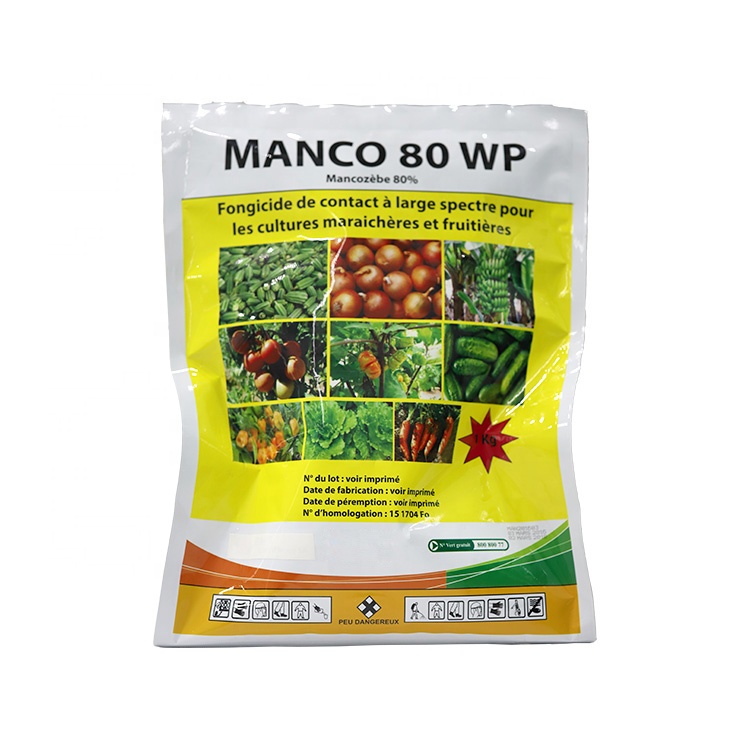 MANCO 80 WP
Mancozèbe 80%
Fongicide de contact à large spectre pour
les cultures maraichères et fruitières
1 Kg
N° du lot : voir imprimé
Date de fabrication : voir imprimé
Date de péremption : voir imprimé
N° d'homologation : 15 1704 Fo
N° Vert gratuit 800 800 77
PEU DANGEREUX